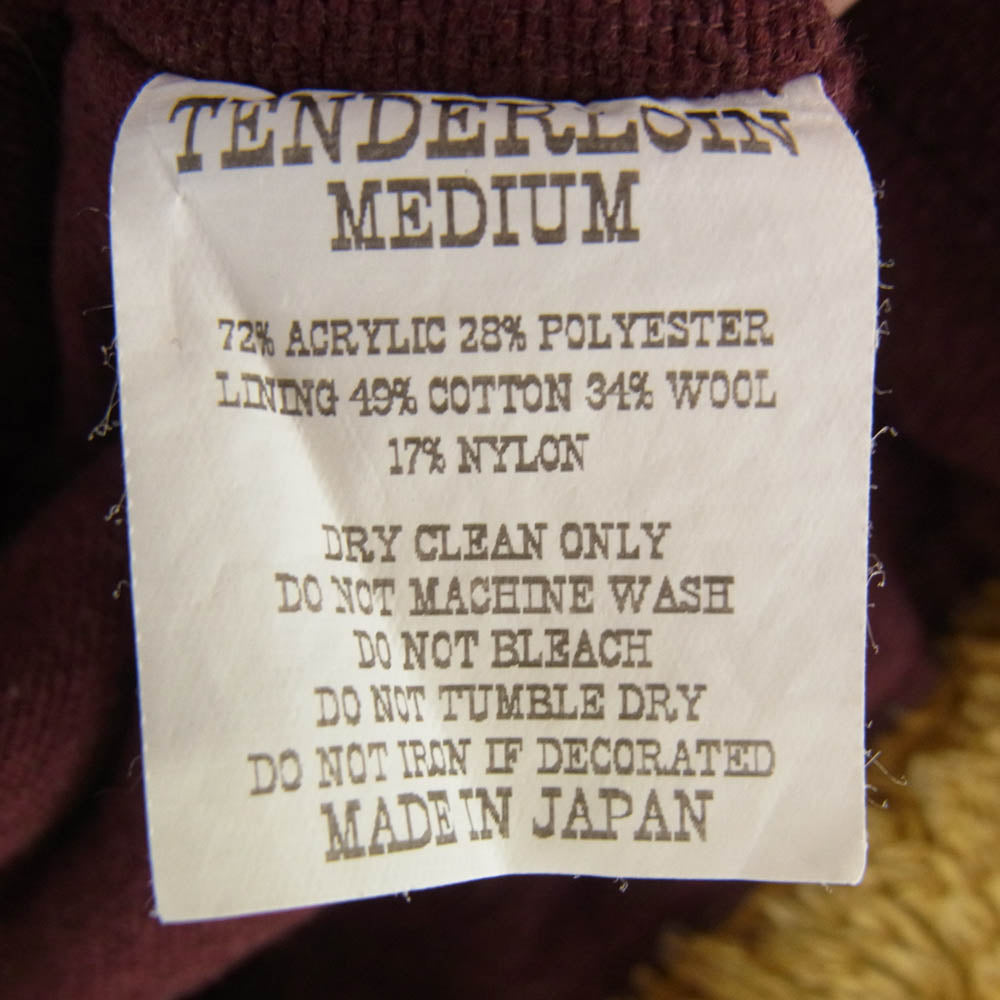 TENDERLOIN
MEDIUM
72% ACRYLIC 28% POLYESTER
LINING 49% COTTON 34% WOOL
17% NYLON
DRY CLEAN ONLY
DO NOT MACHINE WASH
DO NOT BLEACH
DO NOT TUMBLE DRY
DO NOT IRON IF DECORATED
MADE IN JAPAN